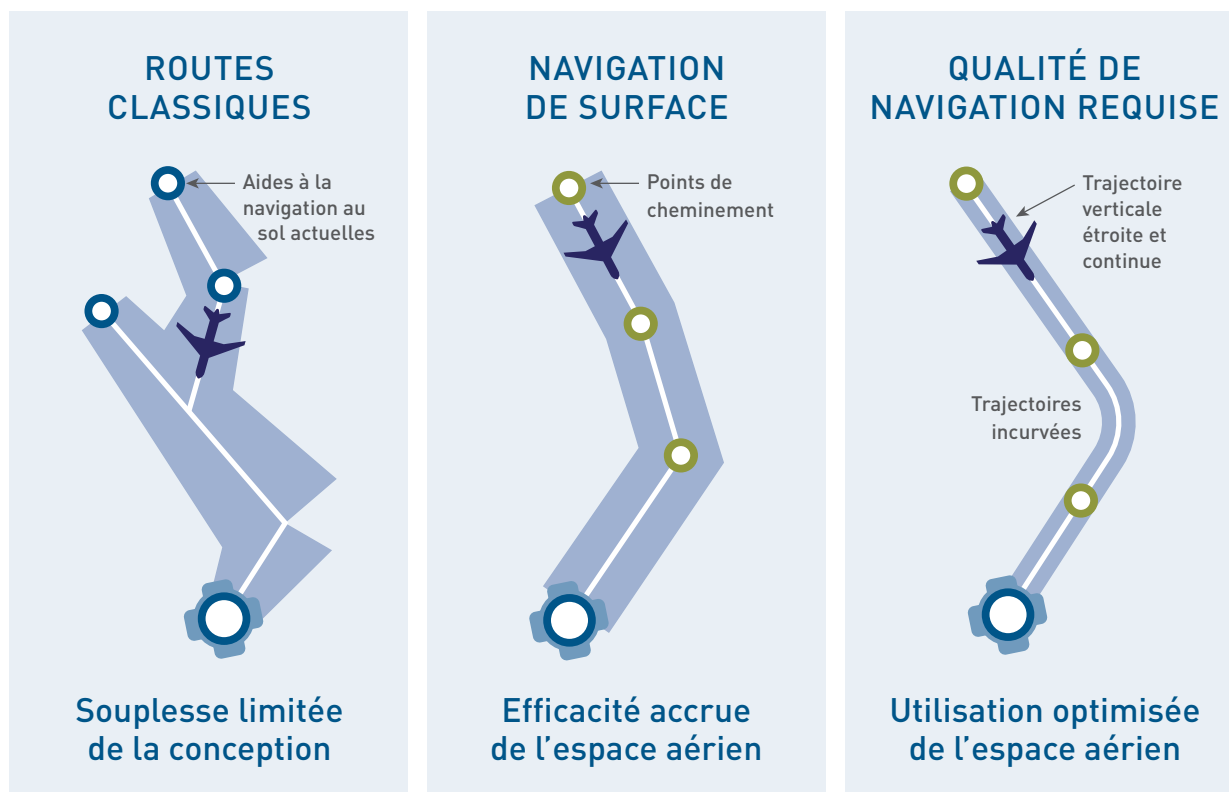 ROUTES
CLASSIQUES
Aides à la
navigation au
sol actuelles
Souplesse limitée
de la conception
NAVIGATION
DE SURFACE
Points de
cheminement
Efficacité accrue
de l’espace aérien
QUALITÉ DE
NAVIGATION REQUISE
Trajectoire
verticale
étroite et
continue
Trajectoires
incurvées
Utilisation optimisée
de l’espace aérien